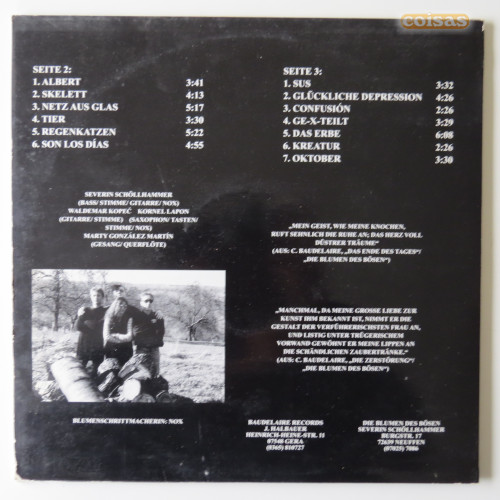 coisas
SEITE 2:
1. ALBERT 3:41
2. SKELETT 4:13
3. NETZ AUS GLAS 5:17
4. TIER 3:30
5. REGENKATZEN 5:22
6. SON LOS DÍAS 4:55
SEITE 3:
1. SUS 3:32
2. GLÜCKLICHE DEPRESSION 4:26
3. CONFUSIÓN 2:26
4. GE-X-TEILT 3:29
5. DAS ERBE 6:08
6. KREATUR 2:26
7. OKTOBER 3:30
SEVERIN SCHÖLLHAMMER
(BASS/ STIMME/ GITARRE/ NOX)
WALDEMAR KOPEĆ KORNEL LAPON
(GITARRE/ STIMME) (SAXOPHON/ TASTEN/
STIMME/ NOX)
MARTY GONZÁLEZ MARTÍN
(GESANG/ QUERFLÖTE)
„MEIN GEIST, WIE MEINE KNOCHEN,
RUFT SEHNLICH DIE RUHE AN; DAS HERZ VOLL
DÜSTRER TRÄUME”
(AUS: C. BAUDELAIRE, „DAS ENDE DES TAGES”/
„DIE BLUMEN DES BÖSEN”)
„MANCHMAL, DA MEINE GROSSE LIEBE ZUR
KUNST IHM BEKANNT IST, NIMMT ER DIE
GESTALT DER VERFÜHRERISCHSTEN FRAU AN,
UND LISTIG UNTER TRÜGERISCHEM
VORWAND GEWÖHNT ER MEINE LIPPEN AN
DIE SCHÄNDLICHEN ZAUBERTRÄNKE.”
(AUS: C. BAUDELAIRE, „DIE ZERSTÖRUNG”/
„DIE BLUMEN DES BÖSEN”)
BLUMENSCHRITTMACHERIN: NOX
BAUDELAIRE RECORDS
J. HALBAUER
HEINRICH-HEINE-STR. 11
07548 GERA
(0365) 810727
DIE BLUMEN DES BÖSEN
SEVERIN SCHÖLLHAMMER
BURGSTR. 17
72639 NEUFFEN
(07025) 7086